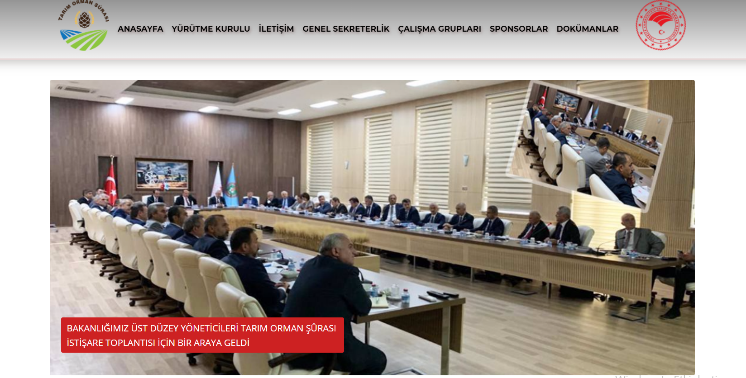 TARIM ORMAN ŞÛRASI
ANASAYFA YÜRÜTME KURULU İLETİŞİM GENEL SEKRETERLİK ÇALIŞMA GRUPLARI SPONSORLAR DOKÜMANLAR
BAKANLIĞIMIZ ÜST DÜZEY YÖNETİCİLERİ TARIM ORMAN ŞÛRASI
İSTİŞARE TOPLANTISI İÇİN BİR ARAYA GELDİ